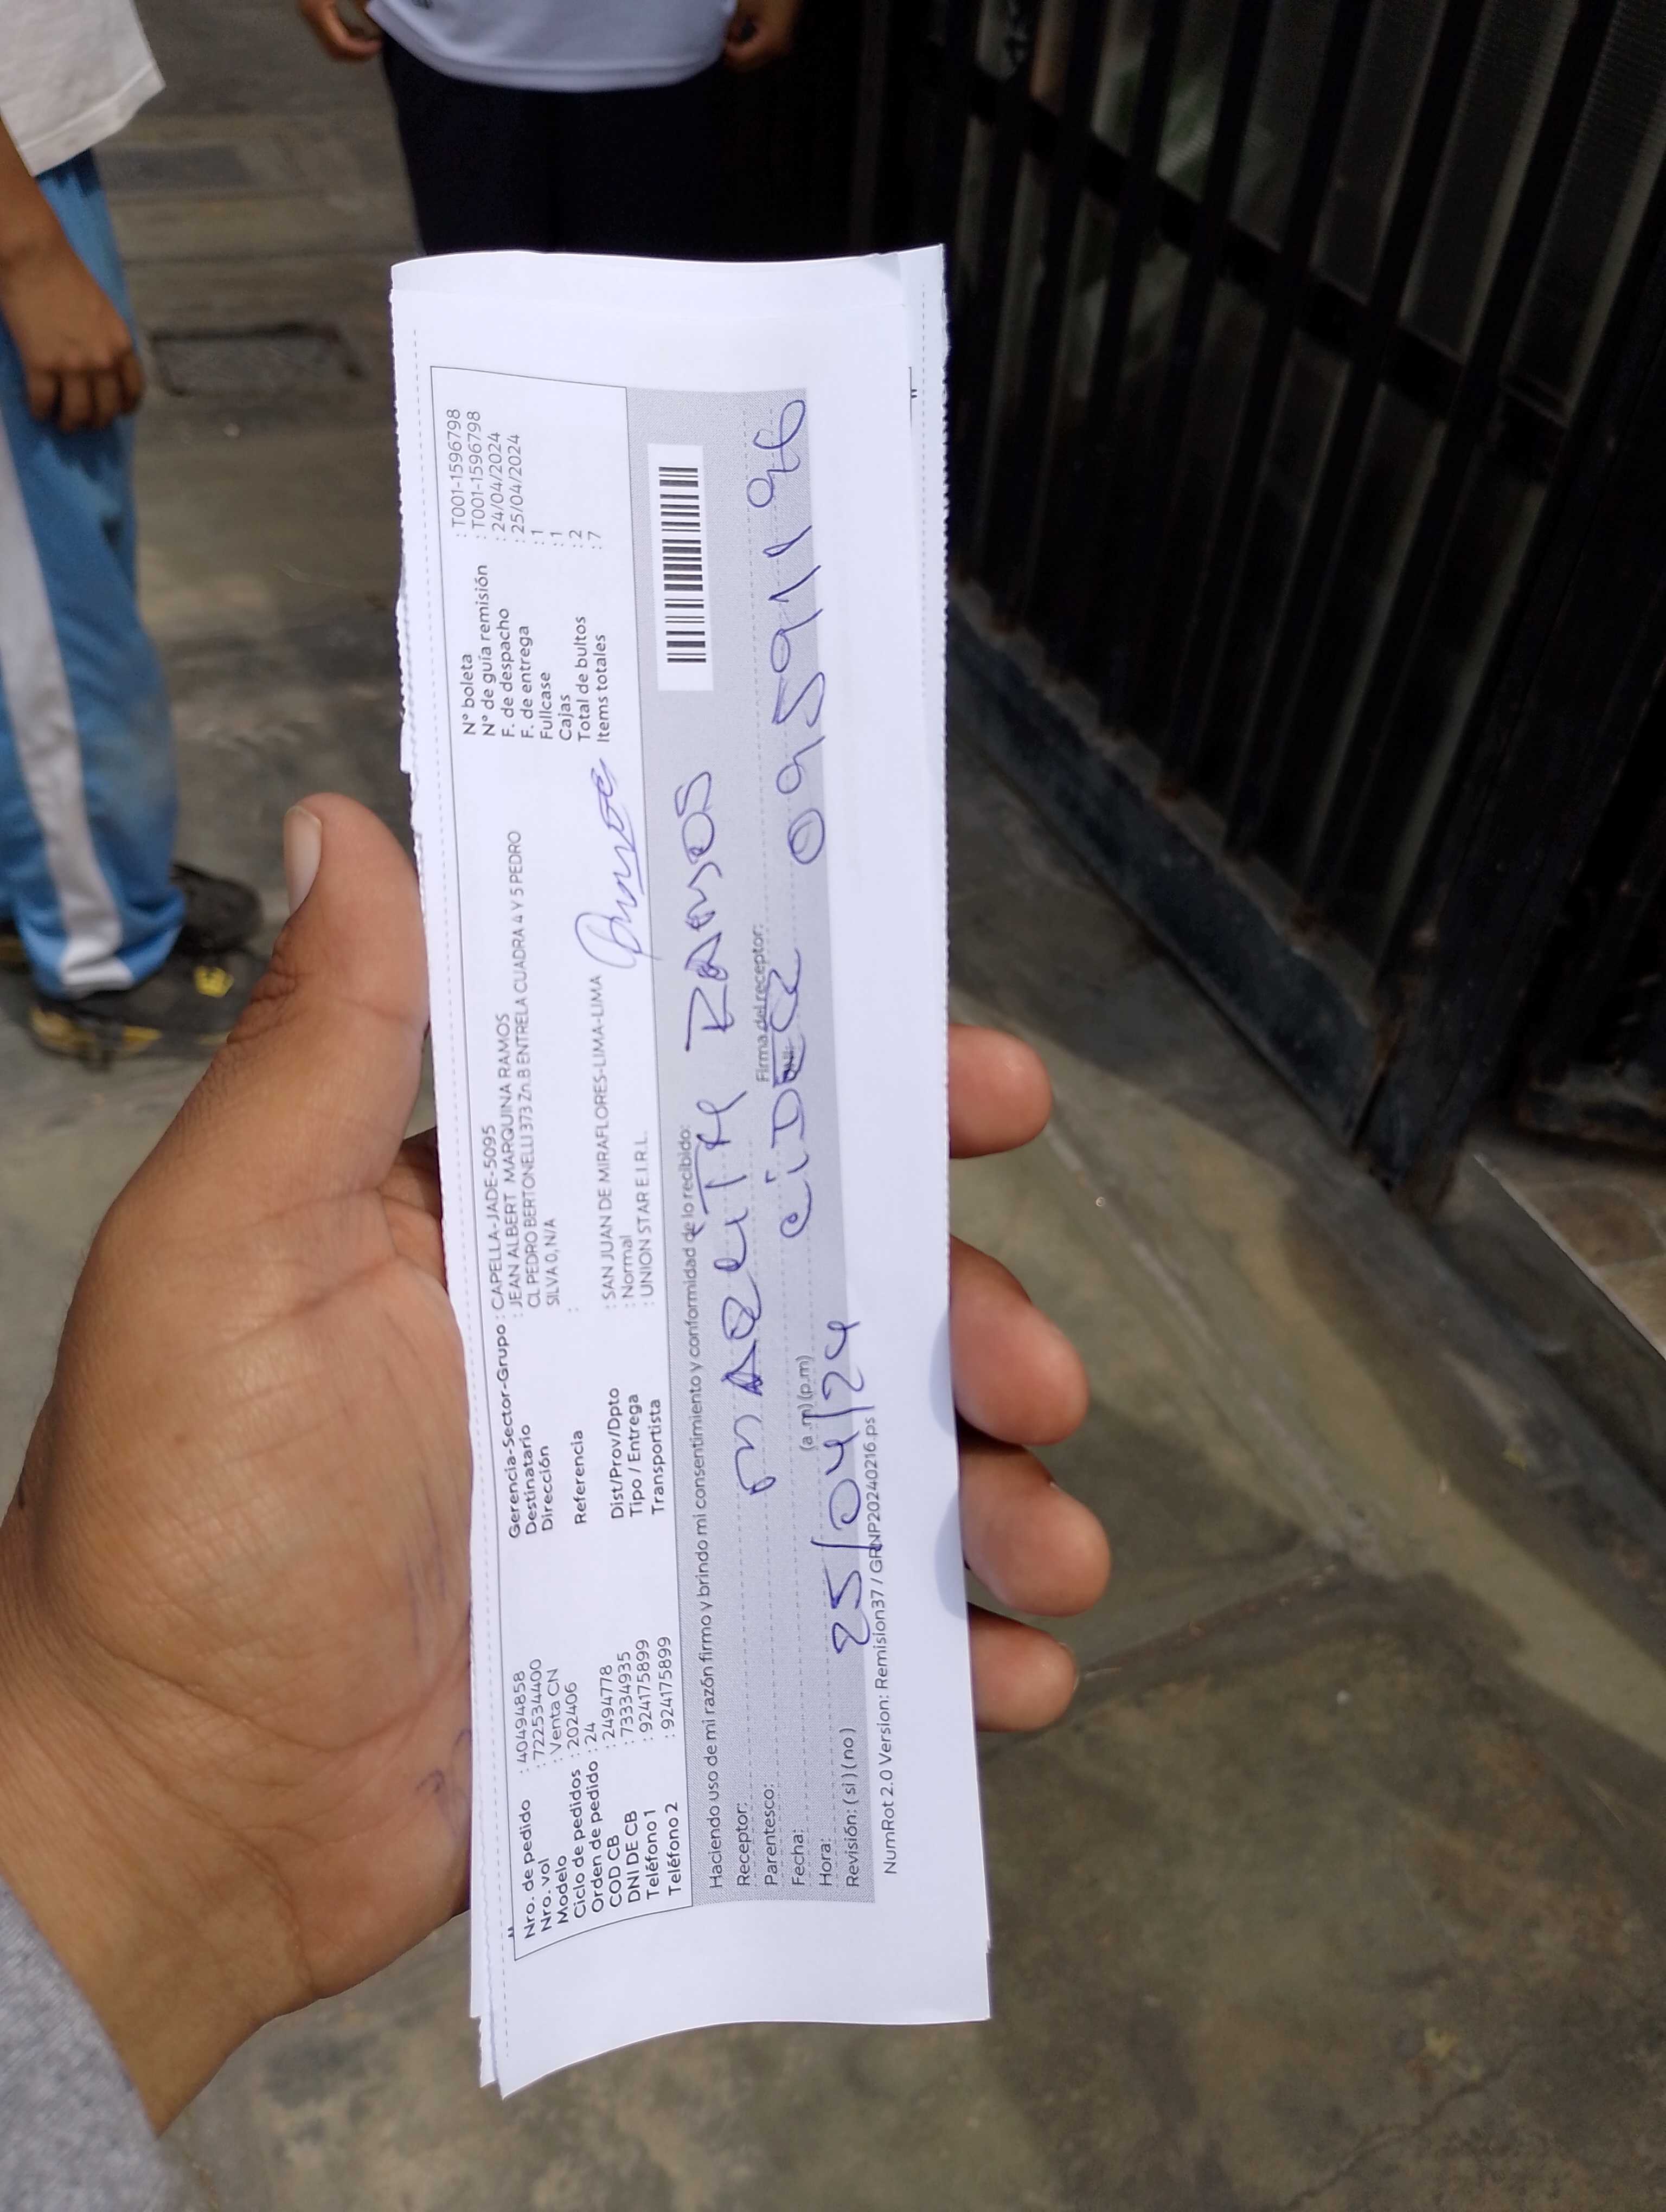 Nro. de pedido : 40494858
Nro. vol : 722534400
Modelo : Venta CN
Ciclo de pedidos : 202406
Orden de pedido : 24
COD CB : 2494778
DNI DE CB : 73334935
Teléfono 1 : 924175899
Teléfono 2 : 924175899
Gerencia-Sector-Grupo : CAPELLA-JADE-5095
Destinatario : JEAN ALBERT MARQUINA RAMOS
Dirección CL PEDRO BERTONELLI 373 Zn.B ENTRE LA CUADRA 4 Y 5 PEDRO
SILVA 0, N/A
Referencia :
Dist/Prov/Dpto : SAN JUAN DE MIRAFLORES-LIMA-LIMA
Tipo / Entrega : Normal
Transportista : UNION STAR E.I.R.L.
N° boleta : T001-1596798
N° de guía remisión : T001-1596798
F. de despacho : 24/04/2024
F. de entrega : 25/04/2024
Fullcase : 1
Cajas : 1
Total de bultos : 2
Items totales : 7
Haciendo uso de mi razón firmo y brindo mi consentimiento y conformidad de lo recibido:
Receptor:
RAMOS
Parentesco:
Firma del receptor:
Fecha:
Hora: (a.m) (p.m)
25/04/24
Revisión: ( si ) ( no )
NumRot 2.0 Version: Remision37 / GRNP20240216.ps